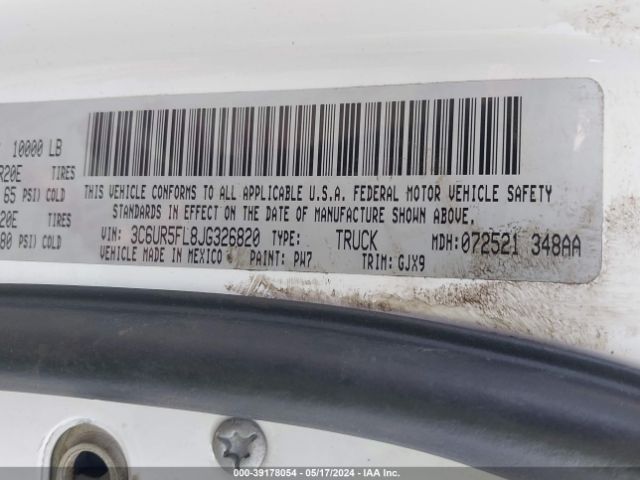 10000 LB
R20E TIRES
65 PSI) COLD
20E TIRES
80 PSI) COLD
THIS VEHICLE CONFORMS TO ALL APPLICABLE U.S.A. FEDERAL MOTOR VEHICLE SAFETY
STANDARDS IN EFFECT ON THE DATE OF MANUFACTURE SHOWN ABOVE.
VIN: 3C6UR5FL8JG326820 TYPE: TRUCK MDH:072521 348AA
VEHICLE MADE IN MEXICO PAINT: PW7 TRIM: GJX9
© 39178054 — 05/17/2024 — IAA Inc.